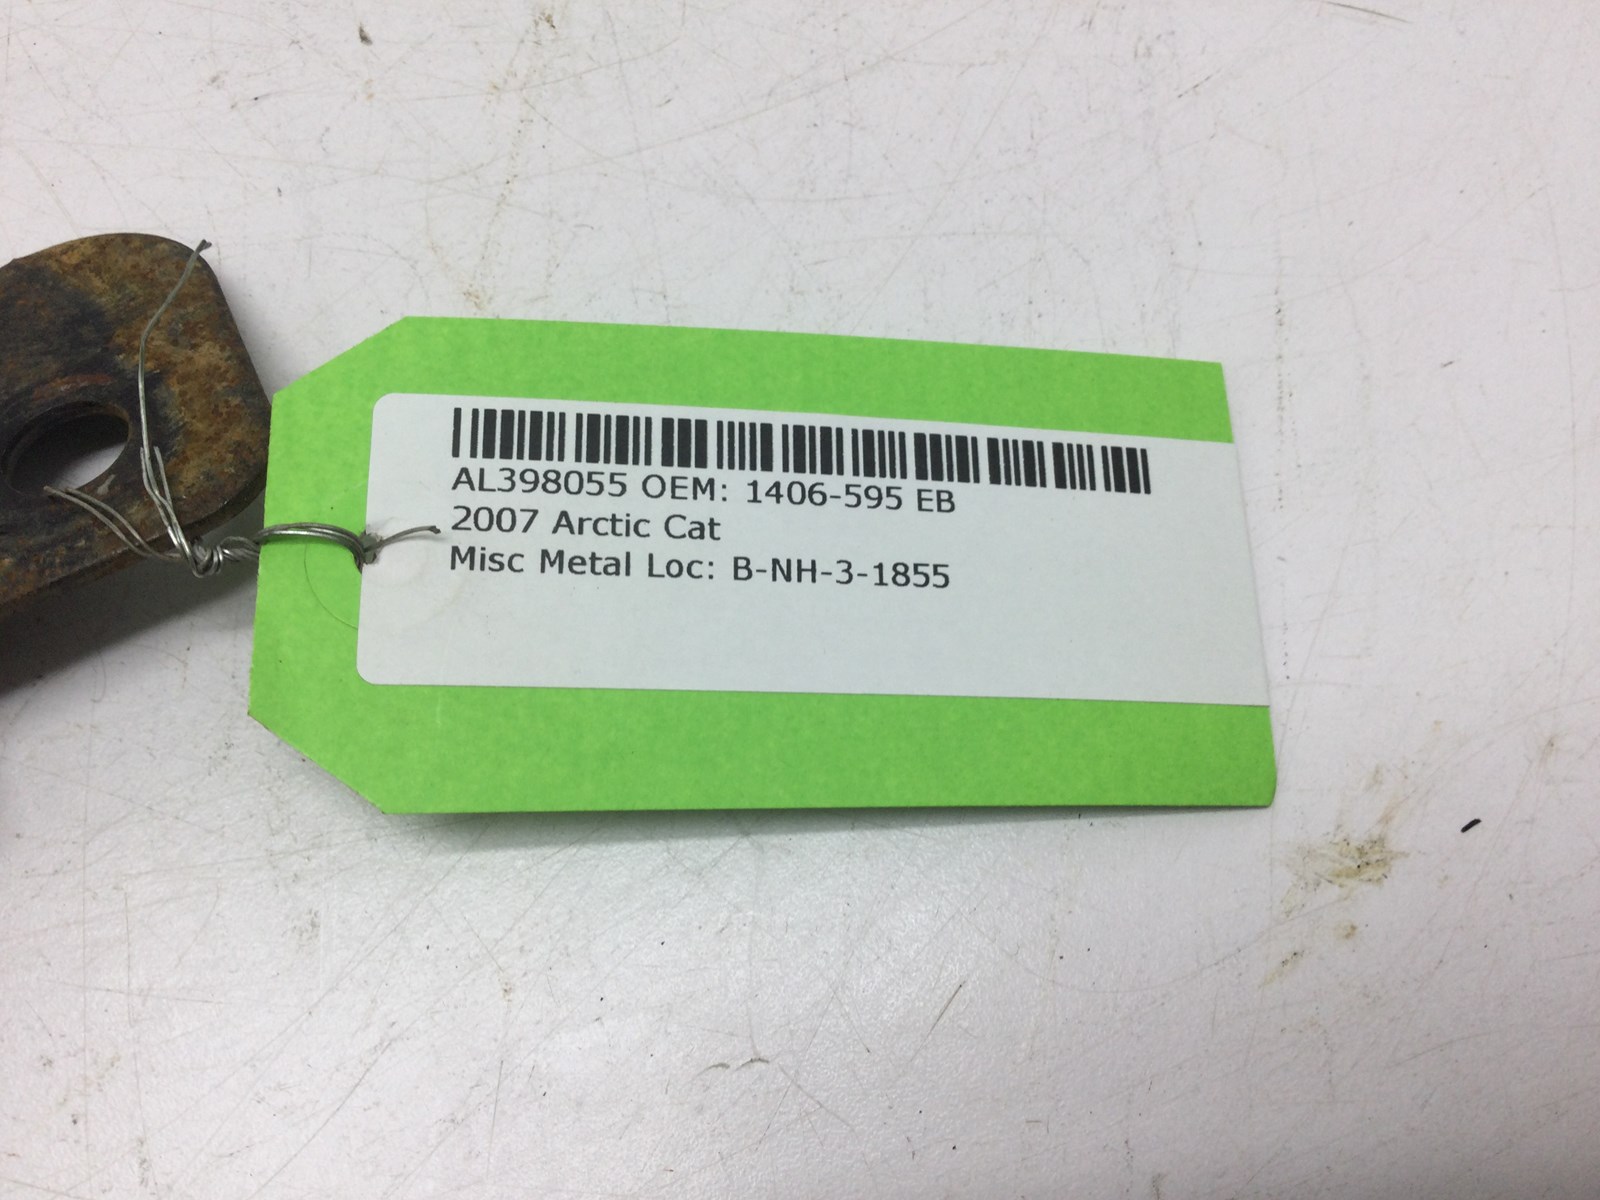 AL398055 OEM: 1406-595 EB
2007 Arctic Cat
Misc Metal Loc: B-NH-3-1855